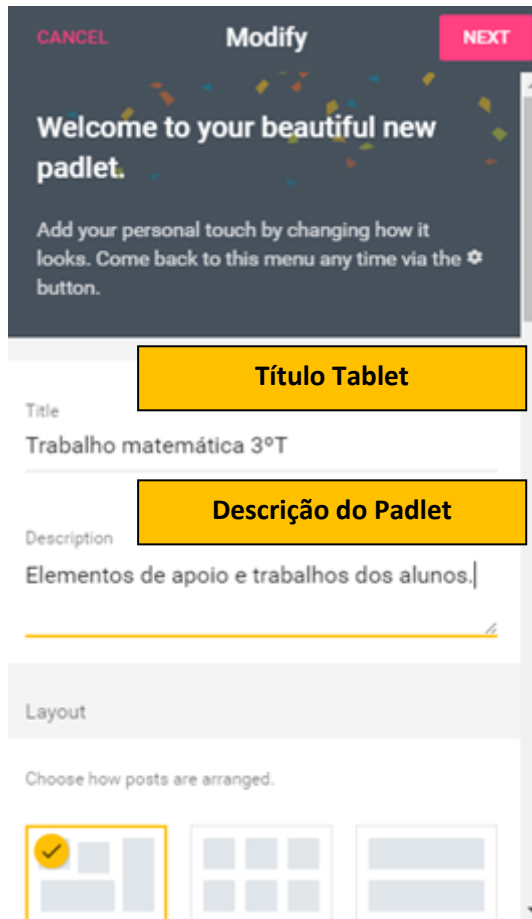 CANCEL Modify NEXT
Welcome to your beautiful new
padlet.
Add your personal touch by changing how it
looks. Come back to this menu any time via the
button.
Título Tablet
Title
Trabalho matemática 3ºT
Descrição do Padlet
Description
Elementos de apoio e trabalhos dos alunos.
Layout
Choose how posts are arranged.